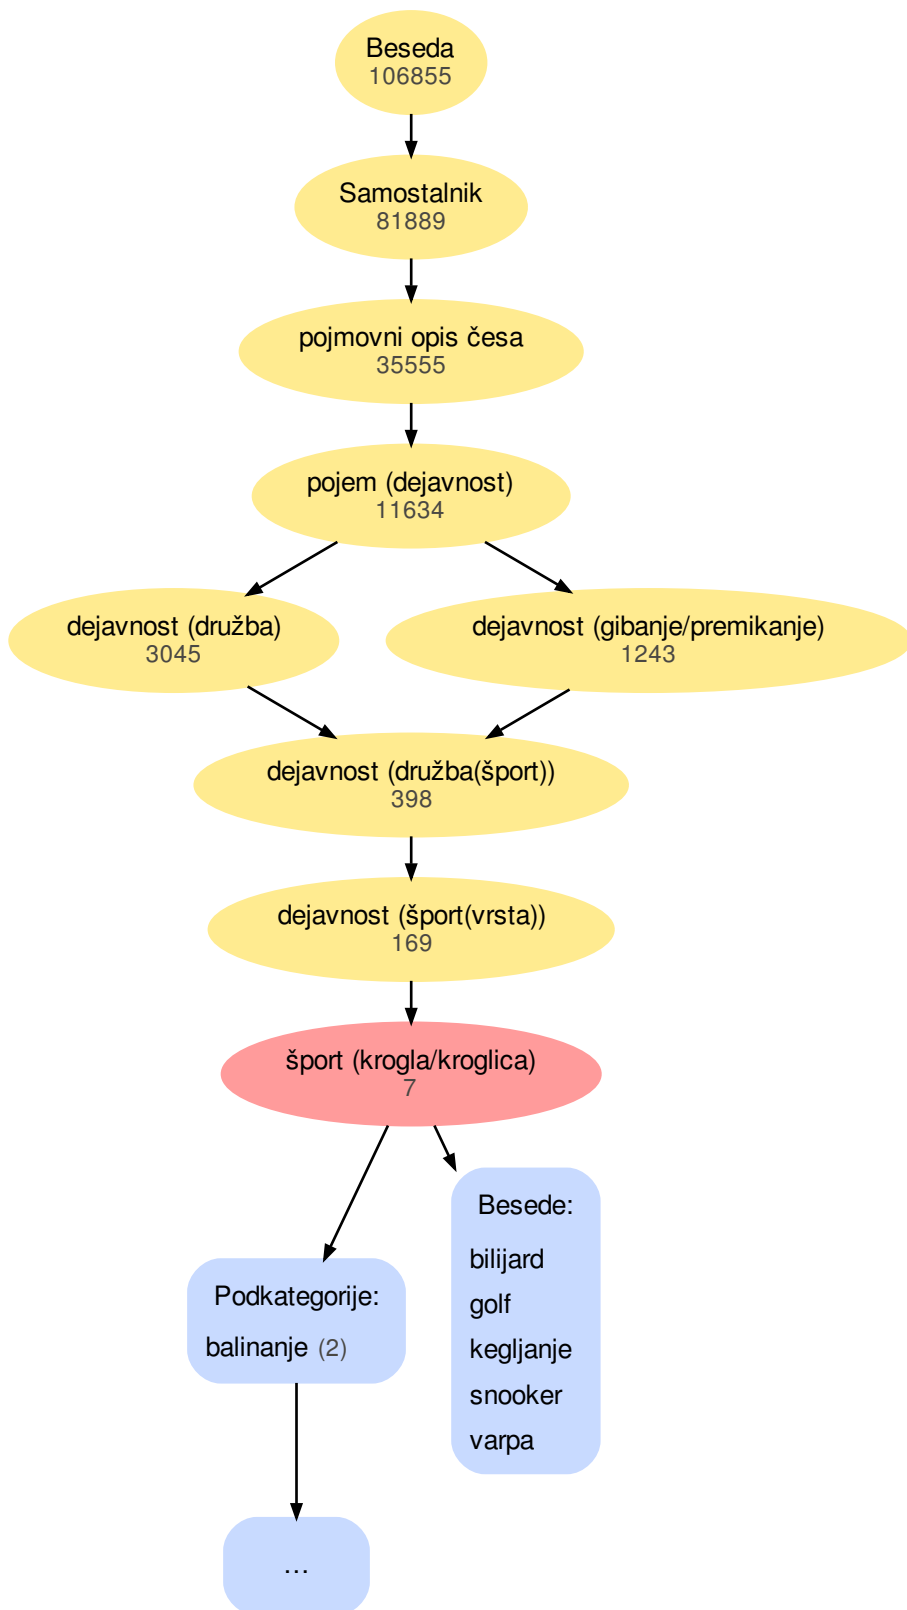 Beseda
106855
Samostalnik
81889
pojmovni opis česa
35555
pojem (dejavnost)
11634
dejavnost (družba)
3045
dejavnost (gibanje/premikanje)
1243
dejavnost (družba(šport))
398
dejavnost (šport(vrsta))
169
šport (krogla/kroglica)
7
Podkategorije:
balinanje (2)
Besede:
bilijard
golf
kegljanje
snooker
varpa
...